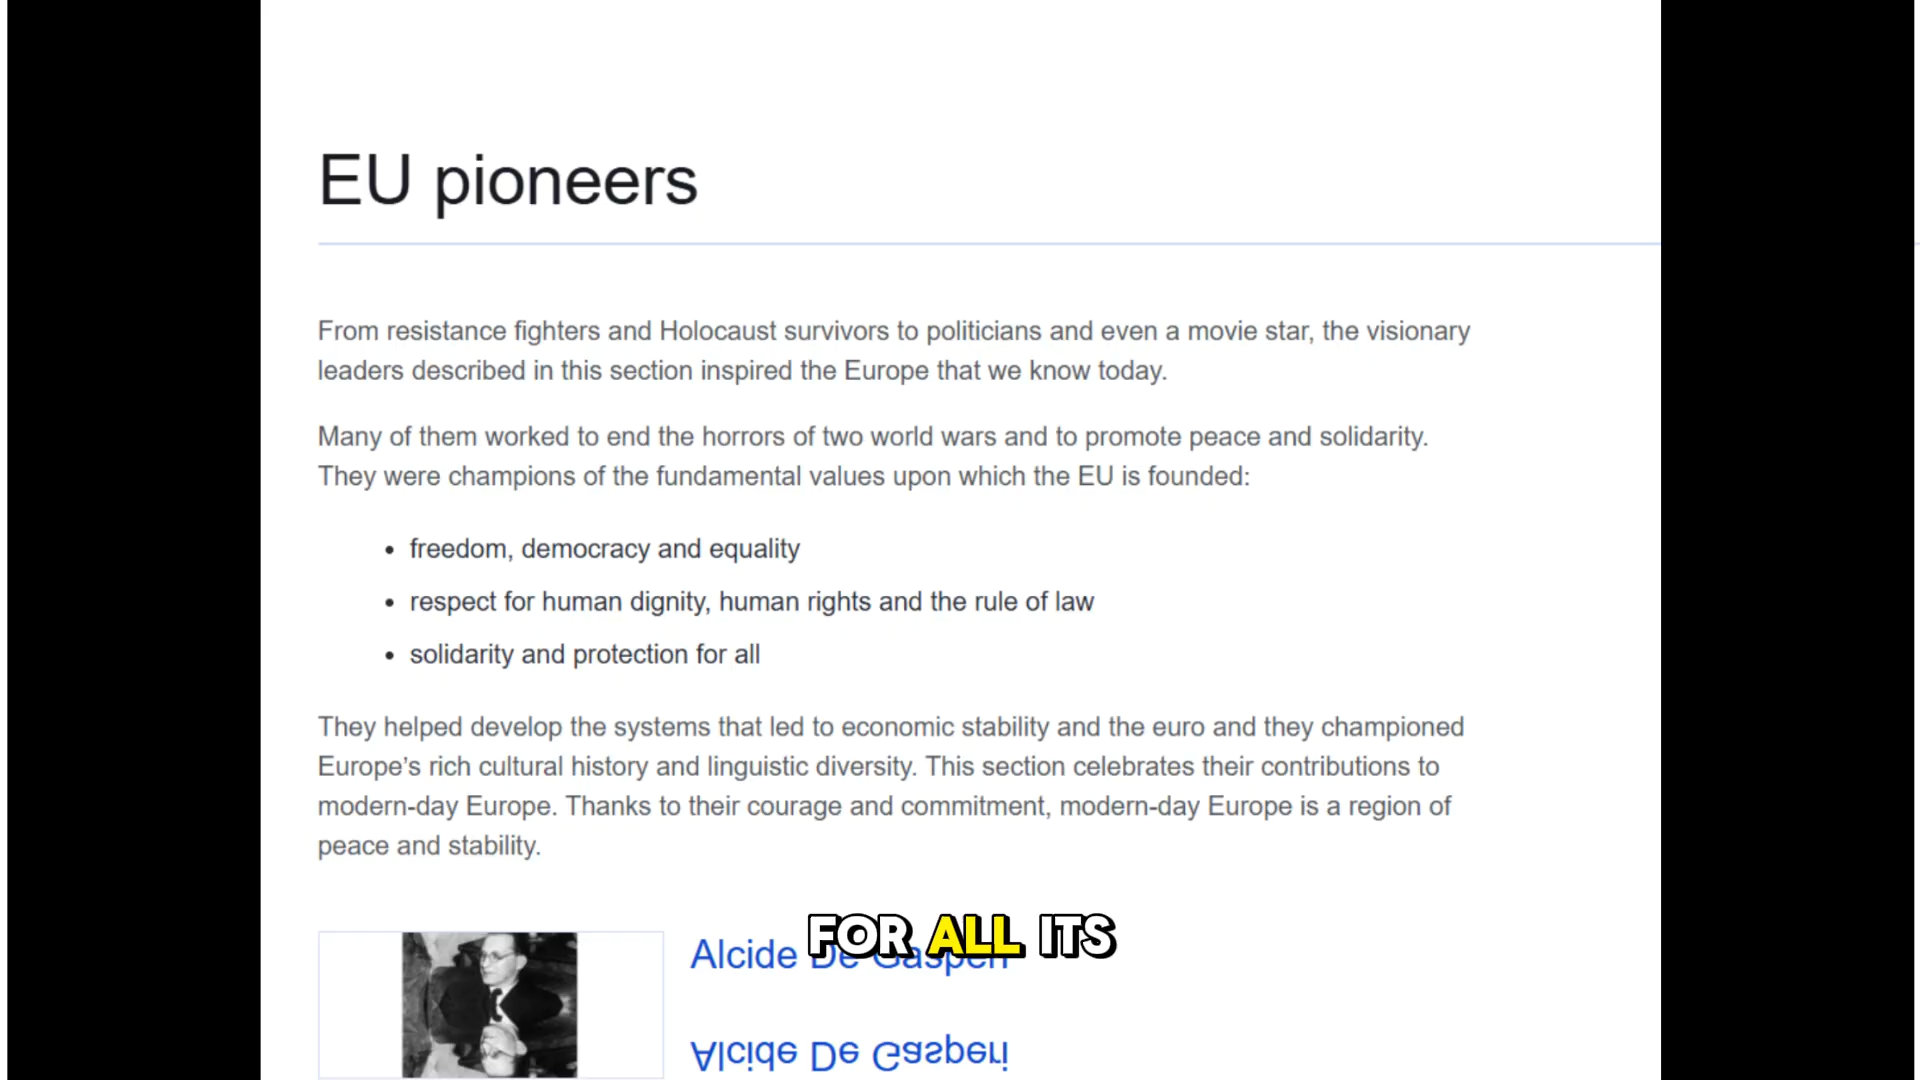 EU pioneers
From resistance fighters and Holocaust survivors to politicians and even a movie star, the visionary
leaders described in this section inspired the Europe that we know today.
Many of them worked to end the horrors of two world wars and to promote peace and solidarity.
They were champions of the fundamental values upon which the EU is founded:
• freedom, democracy and equality
• respect for human dignity, human rights and the rule of law
• solidarity and protection for all
They helped develop the systems that led to economic stability and the euro and they championed
Europe’s rich cultural history and linguistic diversity. This section celebrates their contributions to
modern-day Europe. Thanks to their courage and commitment, modern-day Europe is a region of
peace and stability.
FOR ALL ITS
Alcide De Gasperi
Alcide De Gasperi